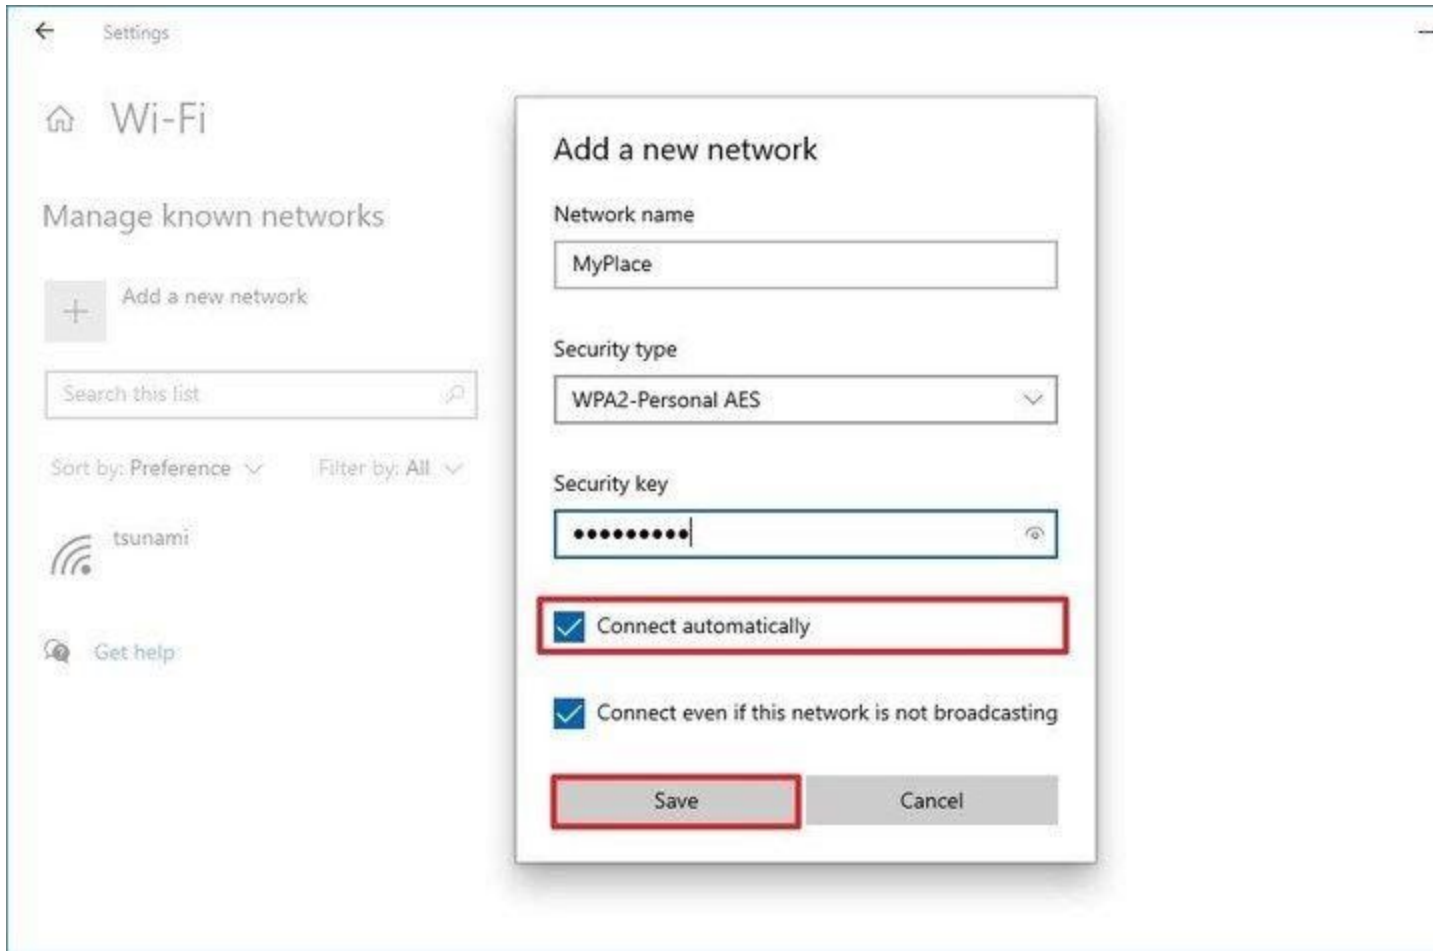 Settings
Wi-Fi
Manage known networks
Add a new network
Search this list
Sort by: Preference Filter by: All
tsunami
Get help
Add a new network
Network name
MyPlace
Security type
WPA2-Personal AES
Security key
•••••••••
Connect automatically
Connect even if this network is not broadcasting
Save Cancel